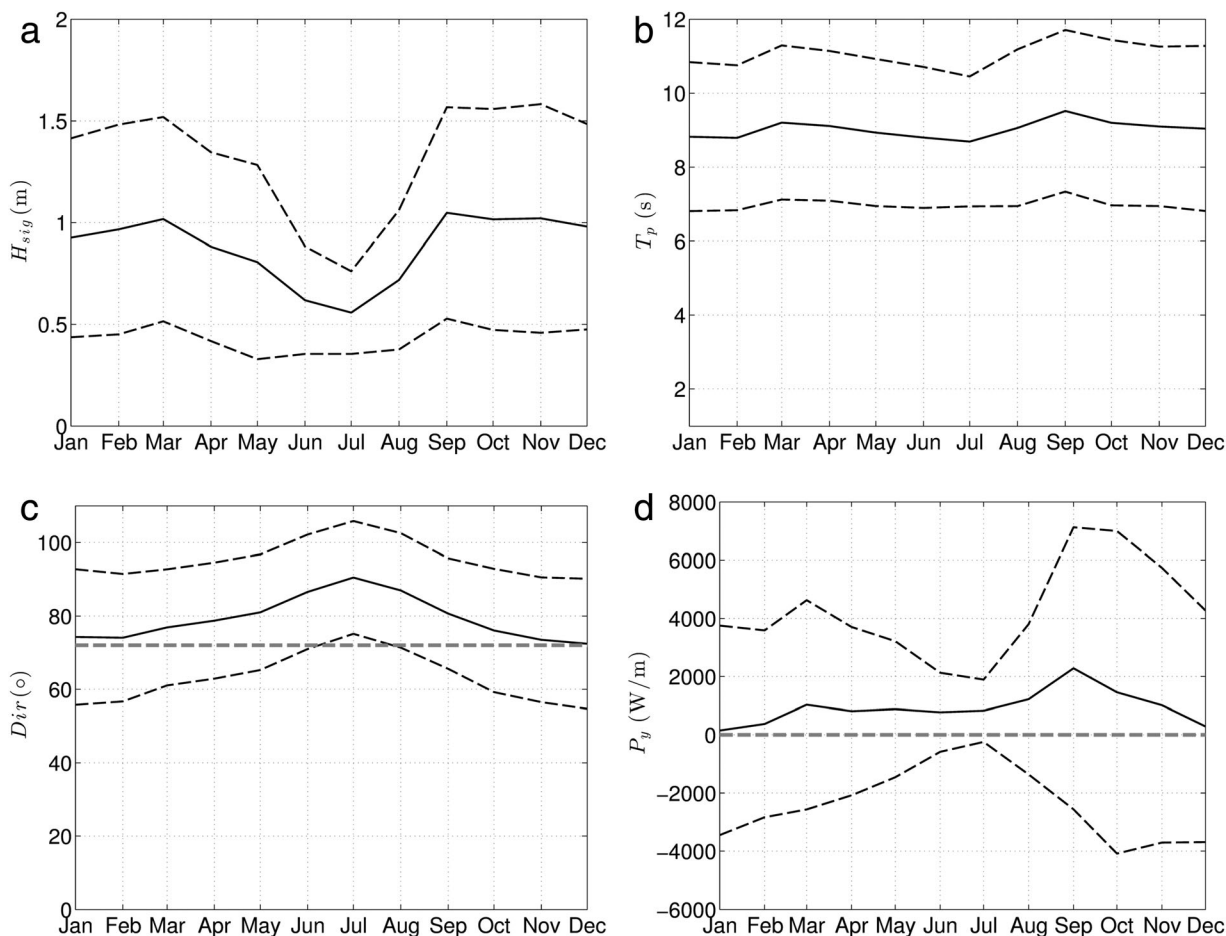 a
2
1.5
1
0.5
0
H_sig (m)
Jan Feb Mar Apr May Jun Jul Aug Sep Oct Nov Dec
b
12
10
8
6
4
2
T_p (s)
Jan Feb Mar Apr May Jun Jul Aug Sep Oct Nov Dec
c
100
80
60
40
20
0
Dir (○)
Jan Feb Mar Apr May Jun Jul Aug Sep Oct Nov Dec
d
8000
6000
4000
2000
0
−2000
−4000
−6000
P_y (W/m)
Jan Feb Mar Apr May Jun Jul Aug Sep Oct Nov Dec